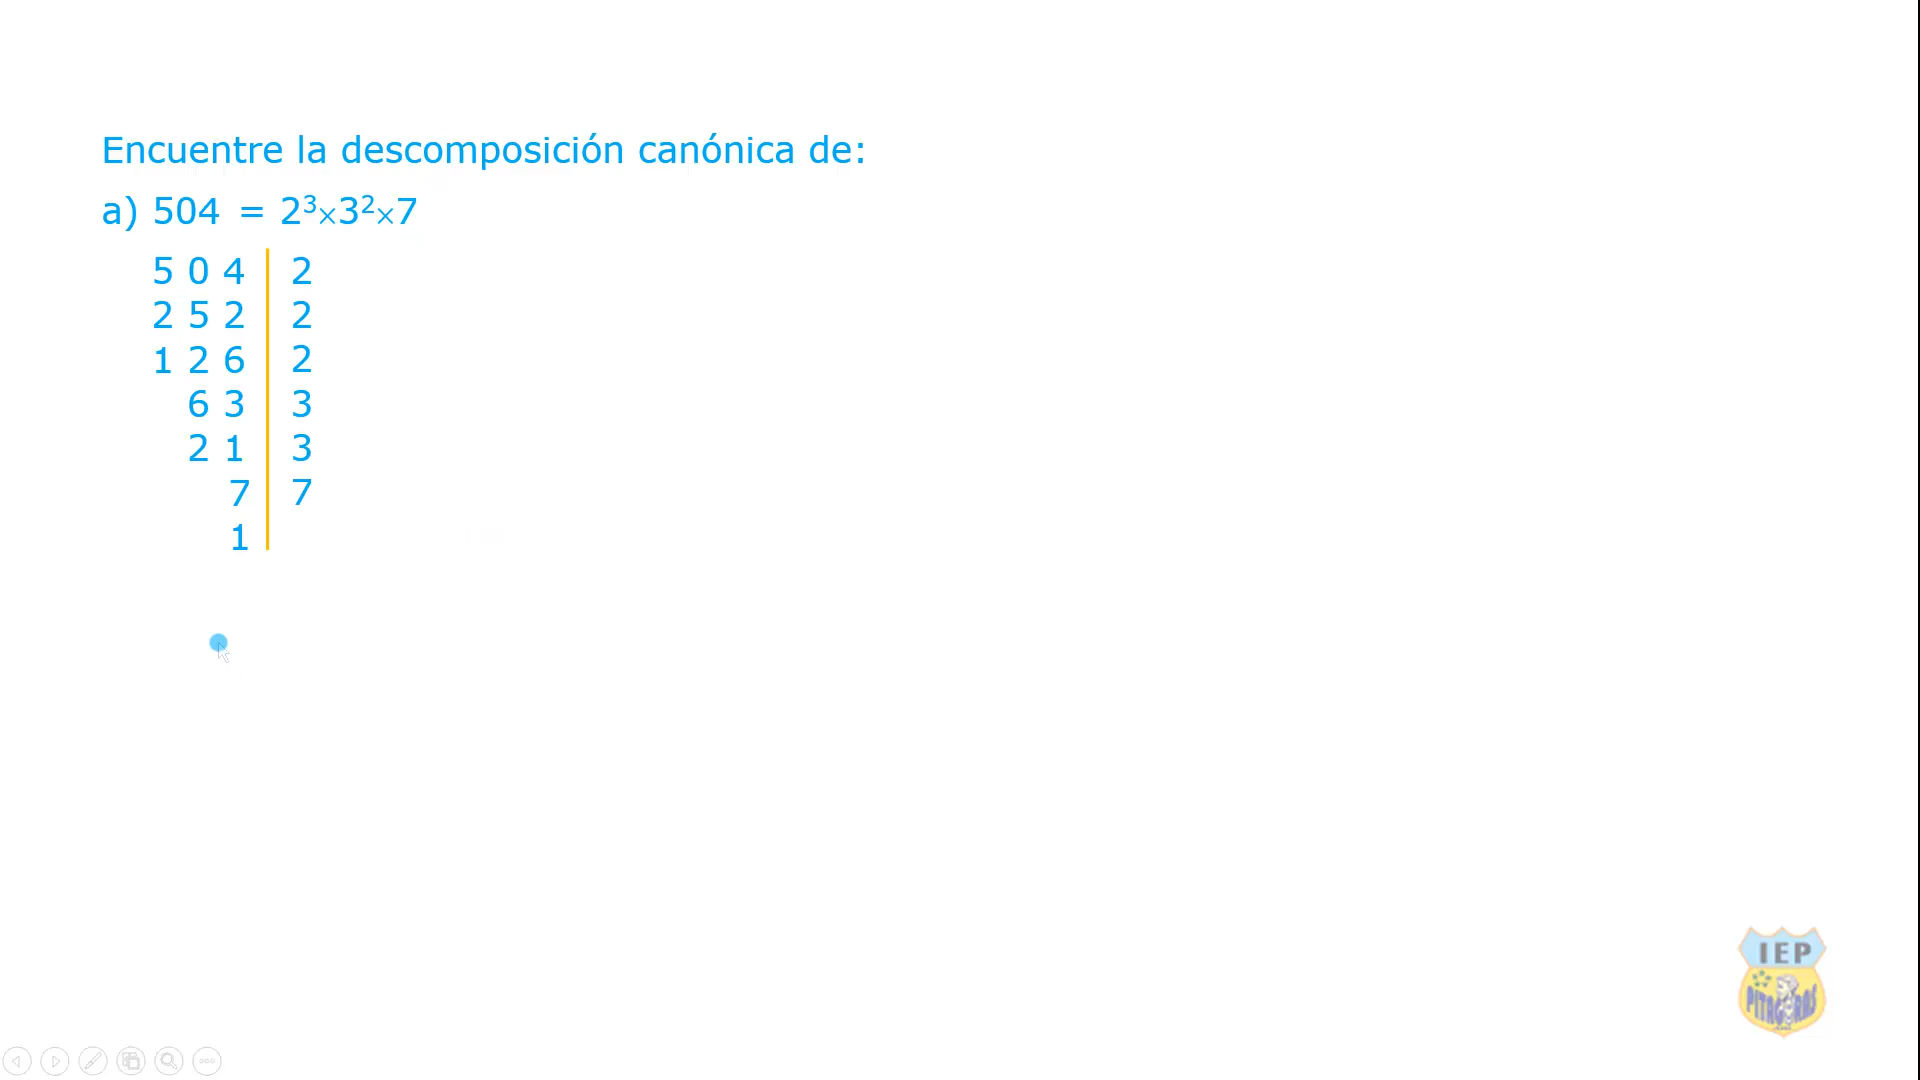 Encuentre la descomposición canónica de:
a) 504 = 2³×3²×7
5 0 4 | 2
2 5 2 | 2
1 2 6 | 2
6 3 | 3
2 1 | 3
7 | 7
1 |
IEP
PITAGORAS